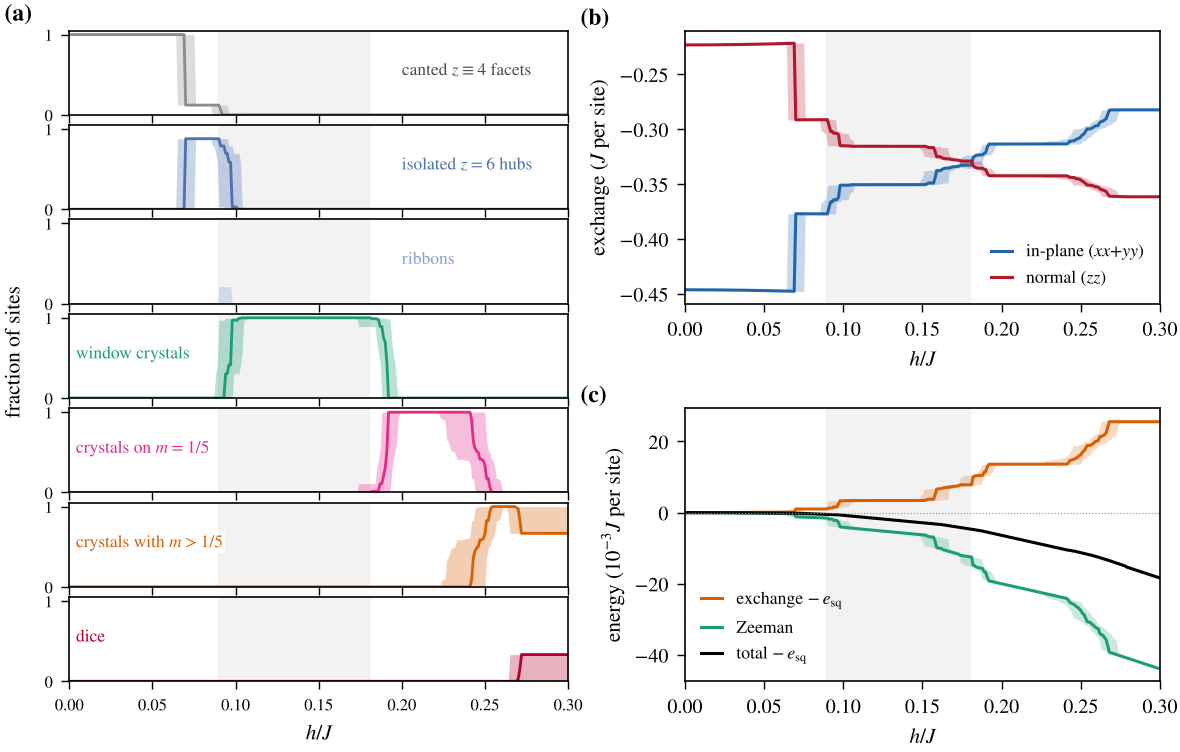 (a)
fraction of sites
1
0
canted z ≡ 4 facets
1
0
isolated z = 6 hubs
1
0
ribbons
1
0
window crystals
1
0
crystals on m = 1/5
1
0
crystals with m > 1/5
1
0
dice
0.00 0.05 0.10 0.15 0.20 0.25 0.30
h/J
(b)
exchange (J per site)
−0.25
−0.30
−0.35
−0.40
−0.45
in-plane (xx+yy)
normal (zz)
0.00 0.05 0.10 0.15 0.20 0.25 0.30
h/J
(c)
energy (10⁻³ J per site)
20
0
−20
−40
exchange − e_sq
Zeeman
total − e_sq
0.00 0.05 0.10 0.15 0.20 0.25 0.30
h/J